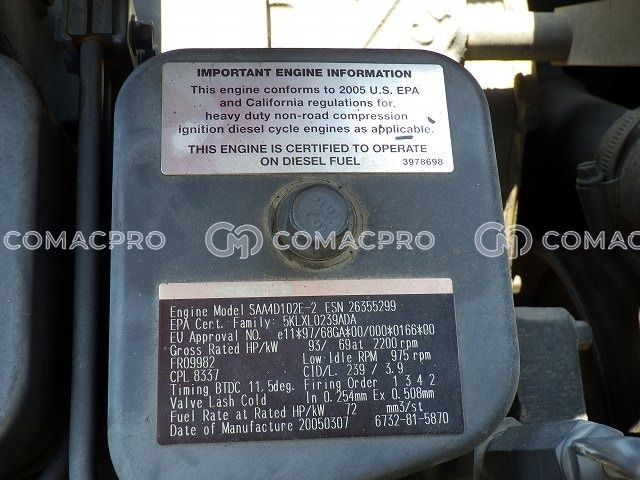 IMPORTANT ENGINE INFORMATION
This engine conforms to 2005 U.S. EPA
and California regulations for
heavy duty non-road compression
ignition diesel cycle engines as applicable.
THIS ENGINE IS CERTIFIED TO OPERATE
ON DIESEL FUEL 3978698
COMACPRO COMACPRO COMACPRO
Engine Model SAA4D102E-2 ESN 26355299
EPA Cert. Family: 5KLXL0239ADA
EU Approval NO. e11*97/68GA*00/000*0166*00
Gross Rated HP/kW 93/ 69at 2200 rpm
FR09982 Low Idle RPM 975 rpm
CPL 8337 CID/L. 239 / 3.9
Timing BTDC 11.5deg. Firing Order 1 3 4 2
Valve Lash Cold In 0.254mm Ex 0.508mm
Fuel Rate at Rated HP/kW 72 mm3/st
Date of Manufacture 20050307 6732-81-5870